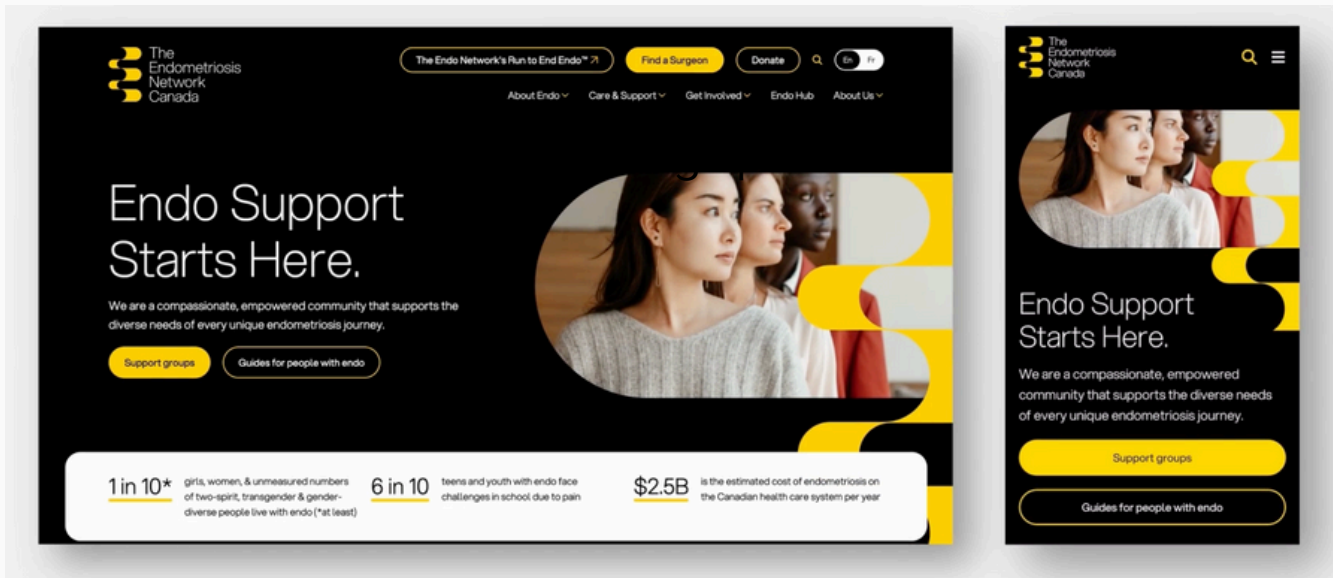 The
Endometriosis
Network
Canada
The Endo Network's Run to End Endo™
Find a Surgeon
Donate
En
Fr
About Endo
Care & Support
Get Involved
Endo Hub
About Us
Endo Support
Starts Here.
We are a compassionate, empowered community that supports the
diverse needs of every unique endometriosis journey.
Support groups
Guides for people with endo
1 in 10*
girls, women, & unmeasured numbers
of two-spirit, transgender & gender-
diverse people live with endo (*at least)
6 in 10
teens and youth with endo face
challenges in school due to pain
$2.5B
is the estimated cost of endometriosis on
the Canadian health care system per year
The
Endometriosis
Network
Canada
Endo Support
Starts Here.
We are a compassionate, empowered
community that supports the diverse needs
of every unique endometriosis journey.
Support groups
Guides for people with endo